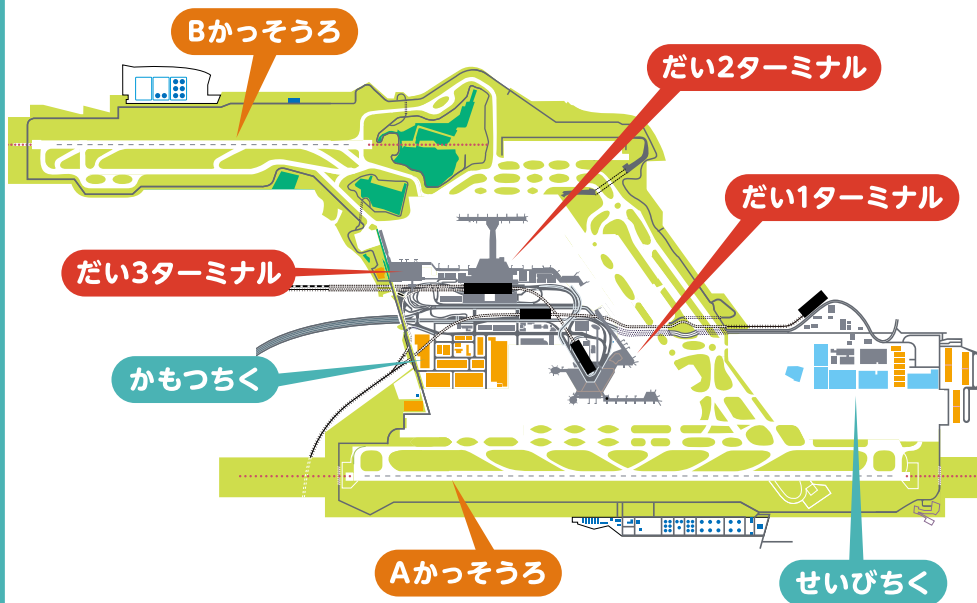 Bかっそうろ
だい2ターミナル
だい1ターミナル
だい3ターミナル
かもつちく
Aかっそうろ
せいびちく